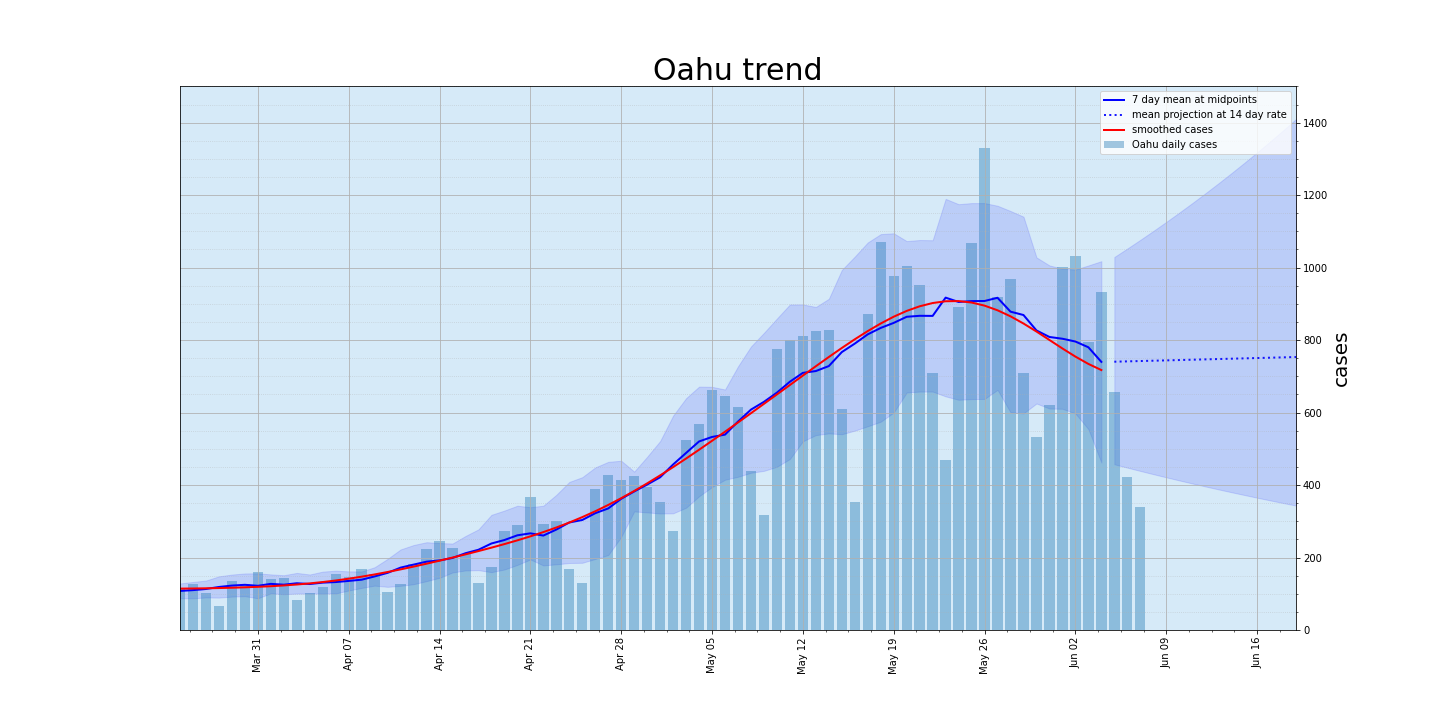 Oahu trend
7 day mean at midpoints
mean projection at 14 day rate
smoothed cases
Oahu daily cases
1400
1200
1000
800
600
400
200
0
cases
Mar 31
Apr 07
Apr 14
Apr 21
Apr 28
May 05
May 12
May 19
May 26
Jun 02
Jun 09
Jun 16